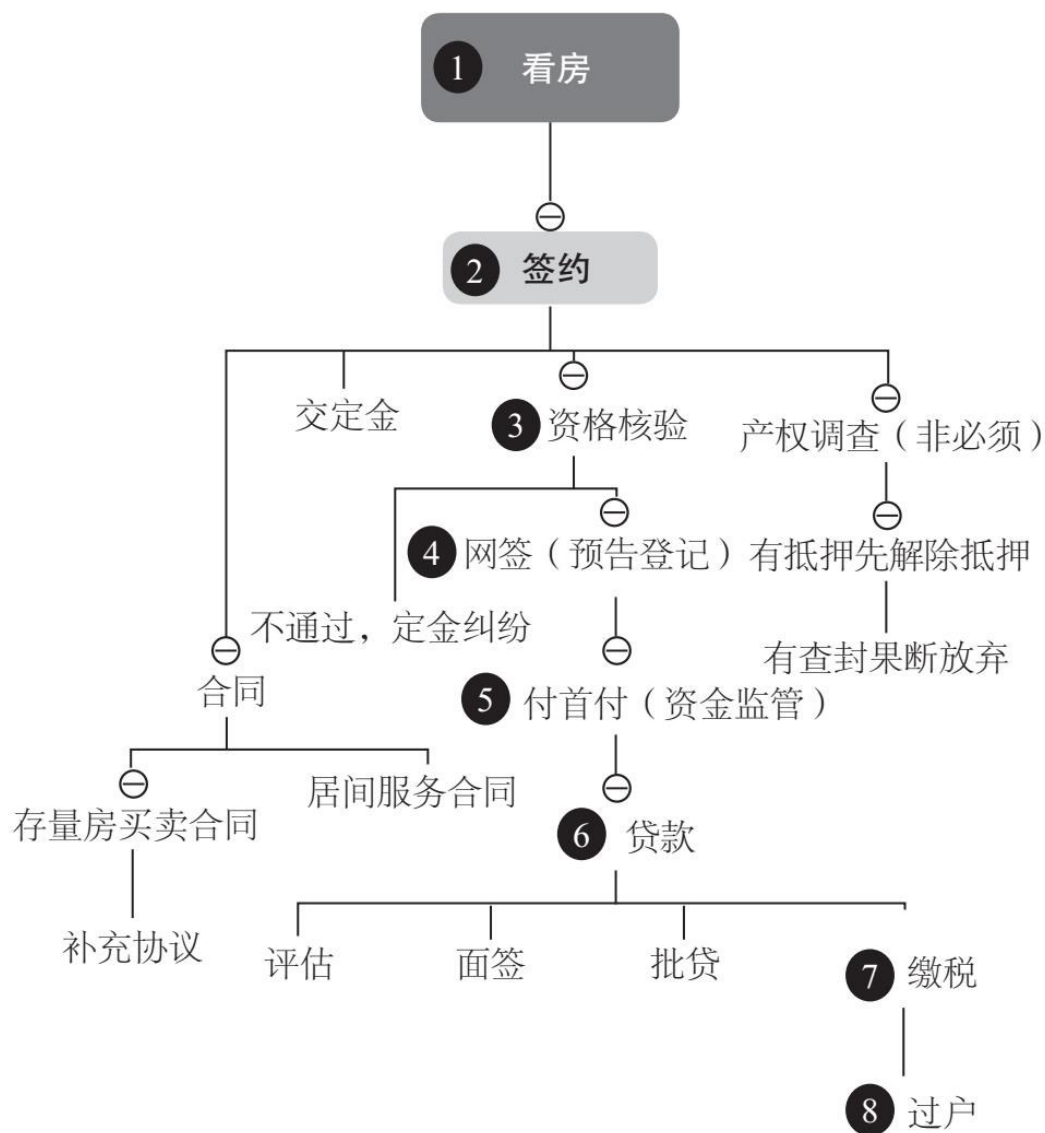 1 看房
2 签约
交定金
3 资格核验
产权调查（非必须）
4 网签（预告登记）
有抵押先解除抵押
不通过，定金纠纷
有查封果断放弃
合同
5 付首付（资金监管）
居间服务合同
存量房买卖合同
6 贷款
补充协议
评估
面签
批贷
7 缴税
8 过户